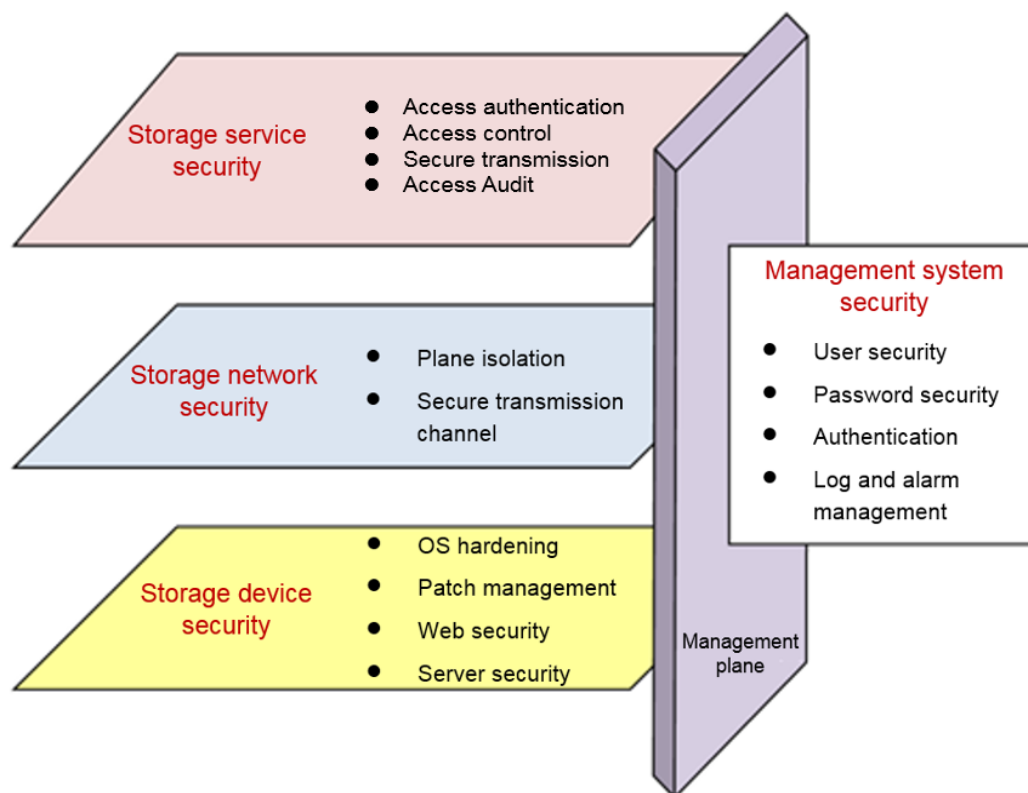 Storage service
security
● Access authentication
● Access control
● Secure transmission
● Access Audit
Storage network
security
● Plane isolation
● Secure transmission
channel
Storage device
security
● OS hardening
● Patch management
● Web security
● Server security
Management
plane
Management system
security
● User security
● Password security
● Authentication
● Log and alarm
management